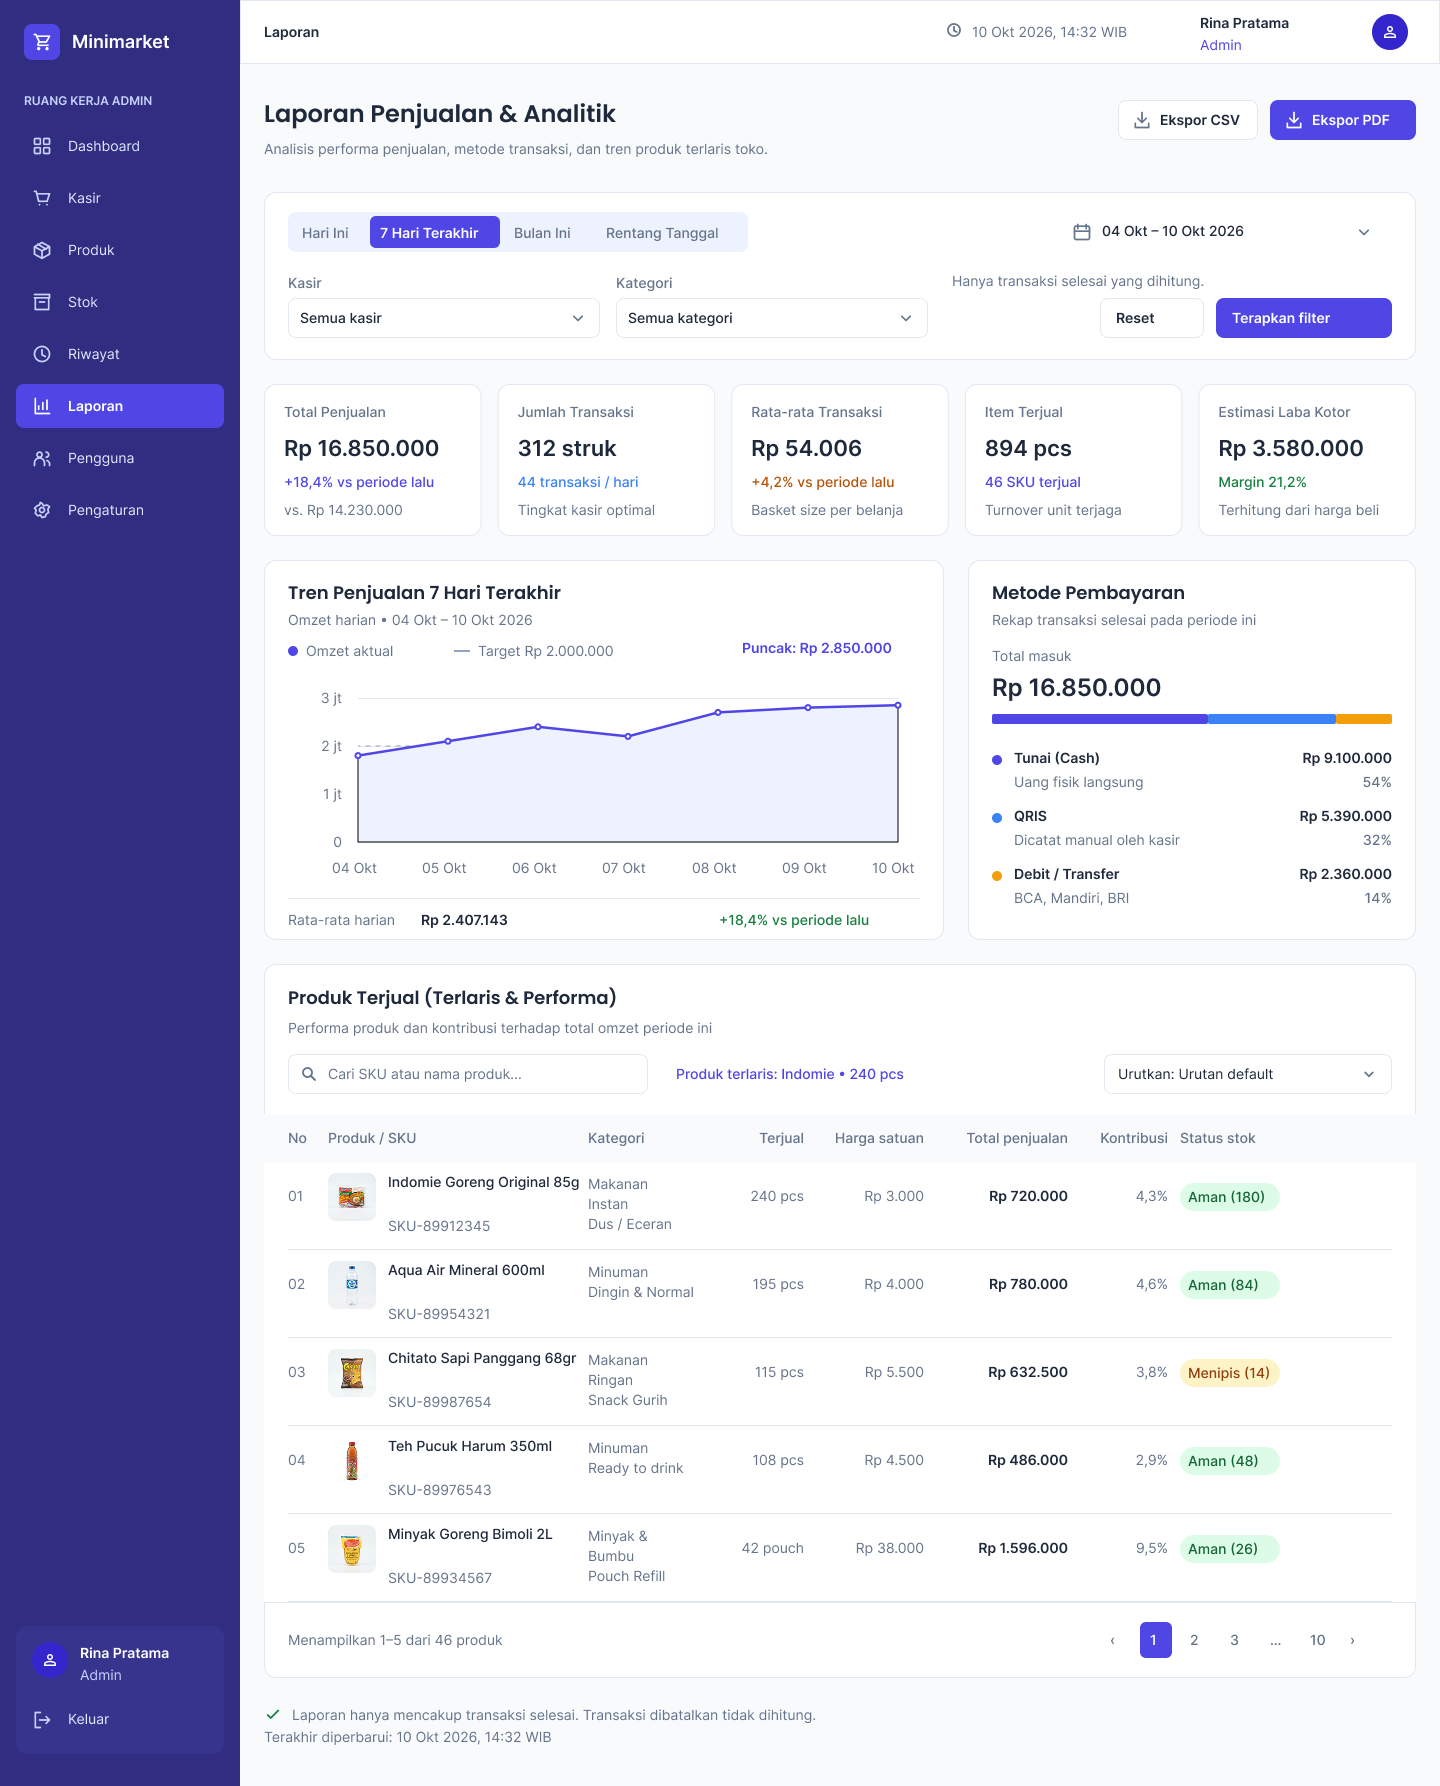 Minimarket
RUANG KERJA ADMIN
Dashboard
Kasir
Produk
Stok
Riwayat
Laporan
Pengguna
Pengaturan
Rina Pratama
Admin
Keluar
Laporan
10 Okt 2026, 14:32 WIB
Rina Pratama
Admin
Laporan Penjualan & Analitik
Analisis performa penjualan, metode transaksi, dan tren produk terlaris toko.
Ekspor CSV
Ekspor PDF
Hari Ini
7 Hari Terakhir
Bulan Ini
Rentang Tanggal
04 Okt – 10 Okt 2026
Kasir
Semua kasir
Kategori
Semua kategori
Hanya transaksi selesai yang dihitung.
Reset
Terapkan filter
Total Penjualan
Rp 16.850.000
+18,4% vs periode lalu
vs. Rp 14.230.000
Jumlah Transaksi
312 struk
44 transaksi / hari
Tingkat kasir optimal
Rata-rata Transaksi
Rp 54.006
+4,2% vs periode lalu
Basket size per belanja
Item Terjual
894 pcs
46 SKU terjual
Turnover unit terjaga
Estimasi Laba Kotor
Rp 3.580.000
Margin 21,2%
Terhitung dari harga beli
Tren Penjualan 7 Hari Terakhir
Omzet harian • 04 Okt – 10 Okt 2026
Omzet aktual
Target Rp 2.000.000
Puncak: Rp 2.850.000
3 jt
2 jt
1 jt
0
04 Okt
05 Okt
06 Okt
07 Okt
08 Okt
09 Okt
10 Okt
Rata-rata harian
Rp 2.407.143
+18,4% vs periode lalu
Metode Pembayaran
Rekap transaksi selesai pada periode ini
Total masuk
Rp 16.850.000
Tunai (Cash)
Rp 9.100.000
Uang fisik langsung
54%
QRIS
Rp 5.390.000
Dicatat manual oleh kasir
32%
Debit / Transfer
Rp 2.360.000
BCA, Mandiri, BRI
14%
Produk Terjual (Terlaris & Performa)
Performa produk dan kontribusi terhadap total omzet periode ini
Cari SKU atau nama produk...
Produk terlaris: Indomie • 240 pcs
Urutkan: Urutan default
No
Produk / SKU
Kategori
Terjual
Harga satuan
Total penjualan
Kontribusi
Status stok
01
Indomie Goreng Original 85g
SKU-89912345
Makanan
Instan
Dus / Eceran
240 pcs
Rp 3.000
Rp 720.000
4,3%
Aman (180)
02
Aqua Air Mineral 600ml
SKU-89954321
Minuman
Dingin & Normal
195 pcs
Rp 4.000
Rp 780.000
4,6%
Aman (84)
03
Chitato Sapi Panggang 68gr
SKU-89987654
Makanan
Ringan
Snack Gurih
115 pcs
Rp 5.500
Rp 632.500
3,8%
Menipis (14)
04
Teh Pucuk Harum 350ml
SKU-89976543
Minuman
Ready to drink
108 pcs
Rp 4.500
Rp 486.000
2,9%
Aman (48)
05
Minyak Goreng Bimoli 2L
SKU-89934567
Minyak &
Bumbu
Pouch Refill
42 pouch
Rp 38.000
Rp 1.596.000
9,5%
Aman (26)
Menampilkan 1–5 dari 46 produk
‹
1
2
3
...
10
›
Laporan hanya mencakup transaksi selesai. Transaksi dibatalkan tidak dihitung.
Terakhir diperbarui: 10 Okt 2026, 14:32 WIB